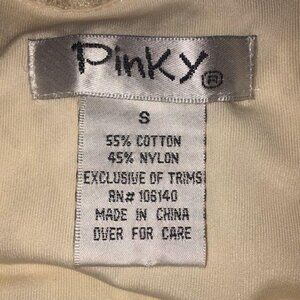 Pinky®
S
55% COTTON
45% NYLON
EXCLUSIVE OF TRIMS
RN# 106140
MADE IN CHINA
OVER FOR CARE